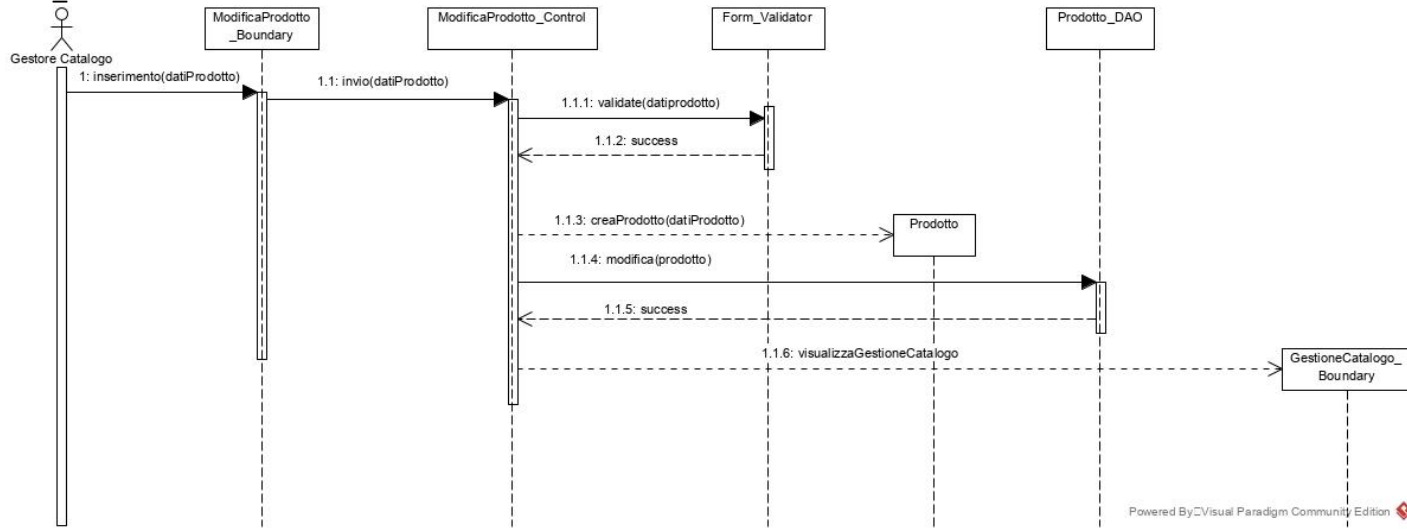 ModificaProdotto
_Boundary
ModificaProdotto_Control
Form_Validator
Prodotto_DAO
Gestore Catalogo
1: inserimento(datiProdotto)
1.1: invio(datiProdotto)
1.1.1: validate(datiprodotto)
1.1.2: success
1.1.3: creaProdotto(datiProdotto)
Prodotto
1.1.4: modifica(prodotto)
1.1.5: success
1.1.6: visualizzaGestioneCatalogo
GestioneCatalogo_
Boundary
Powered By Visual Paradigm Community Edition